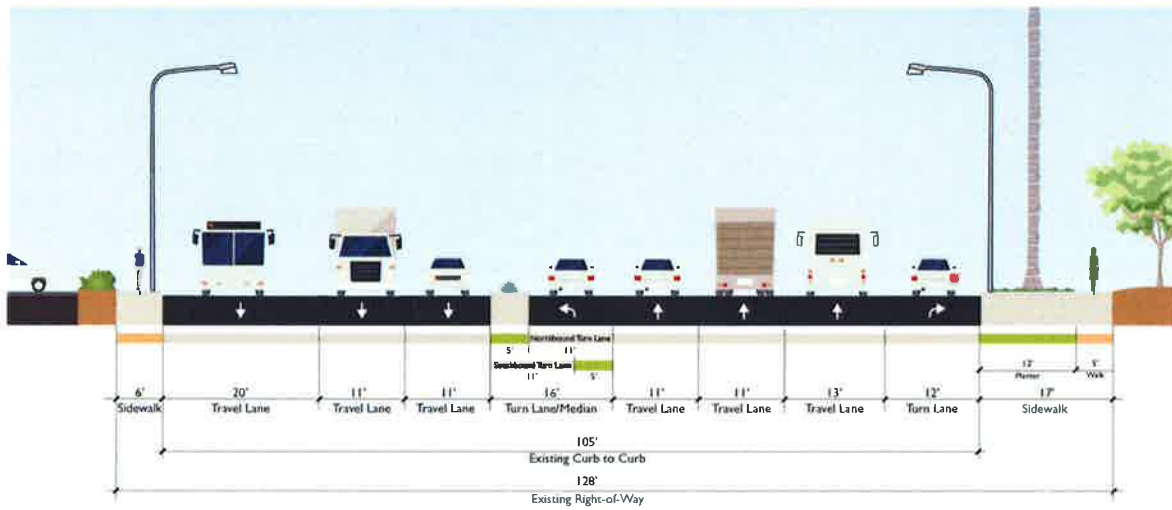 Northbound Turn Lane
5' 11'
Southbound Turn Lane
11' 5'
12' 5'
Planter Walk
6' 20' 11' 11' 16' 11' 11' 13' 12' 17'
Sidewalk Travel Lane Travel Lane Travel Lane Turn Lane/Median Travel Lane Travel Lane Travel Lane Turn Lane Sidewalk
105'
Existing Curb to Curb
128'
Existing Right-of-Way